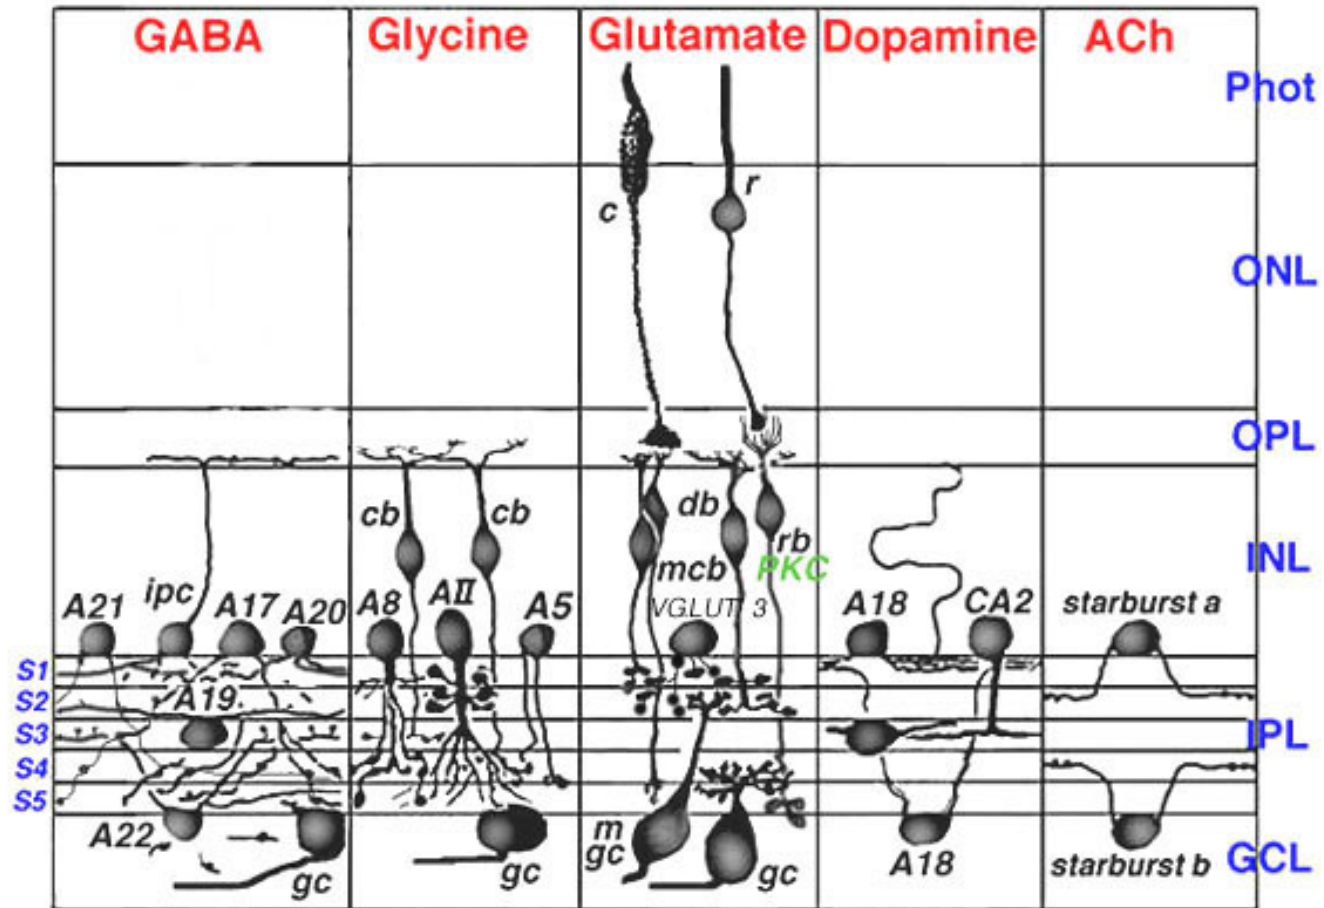 GABA Glycine Glutamate Dopamine ACh
Phot
c r
ONL
OPL
cb cb db rb
mcb PKC
INL
A21 ipc A17 A20 A8 AII A5 VGLUT 3 A18 CA2 starburst a
S1
S2 A19
S3 IPL
S4
S5
A22 gc gc m gc gc A18 starburst b GCL